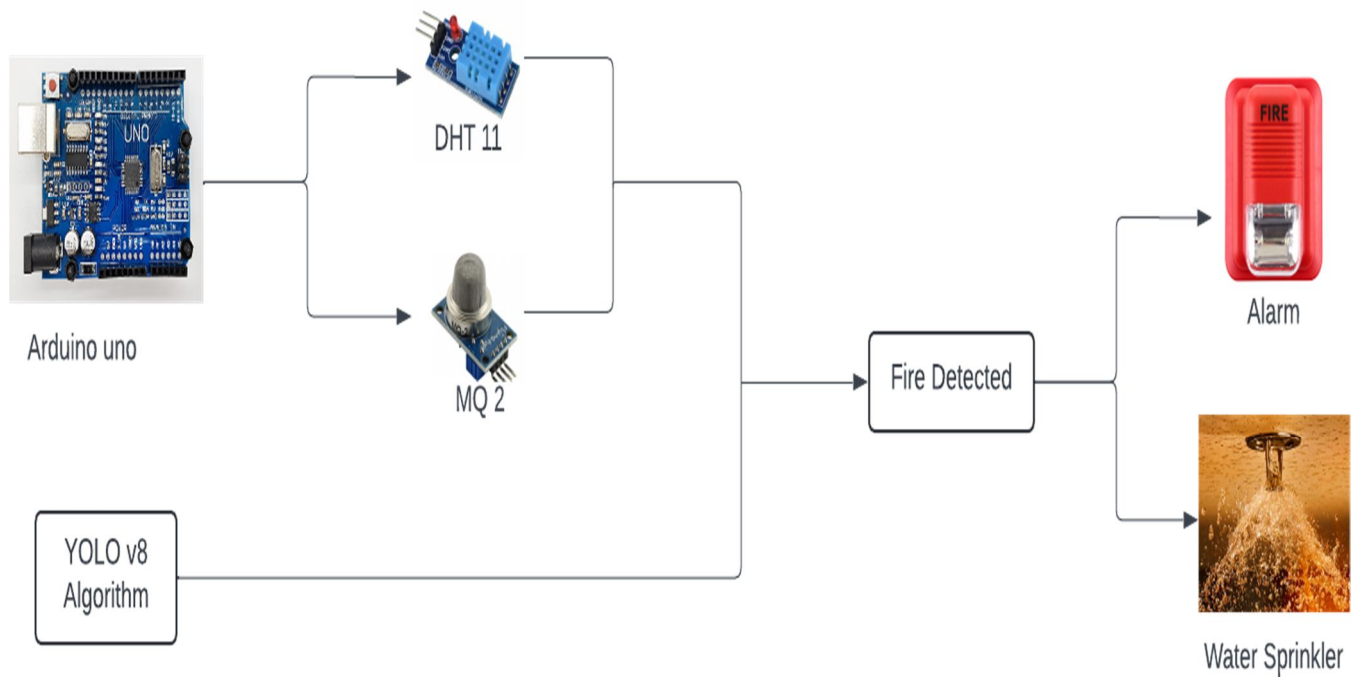 UNO
DHT 11
FIRE
Alarm
Arduino uno
MQ 2
Fire Detected
YOLO v8
Algorithm
Water Sprinkler